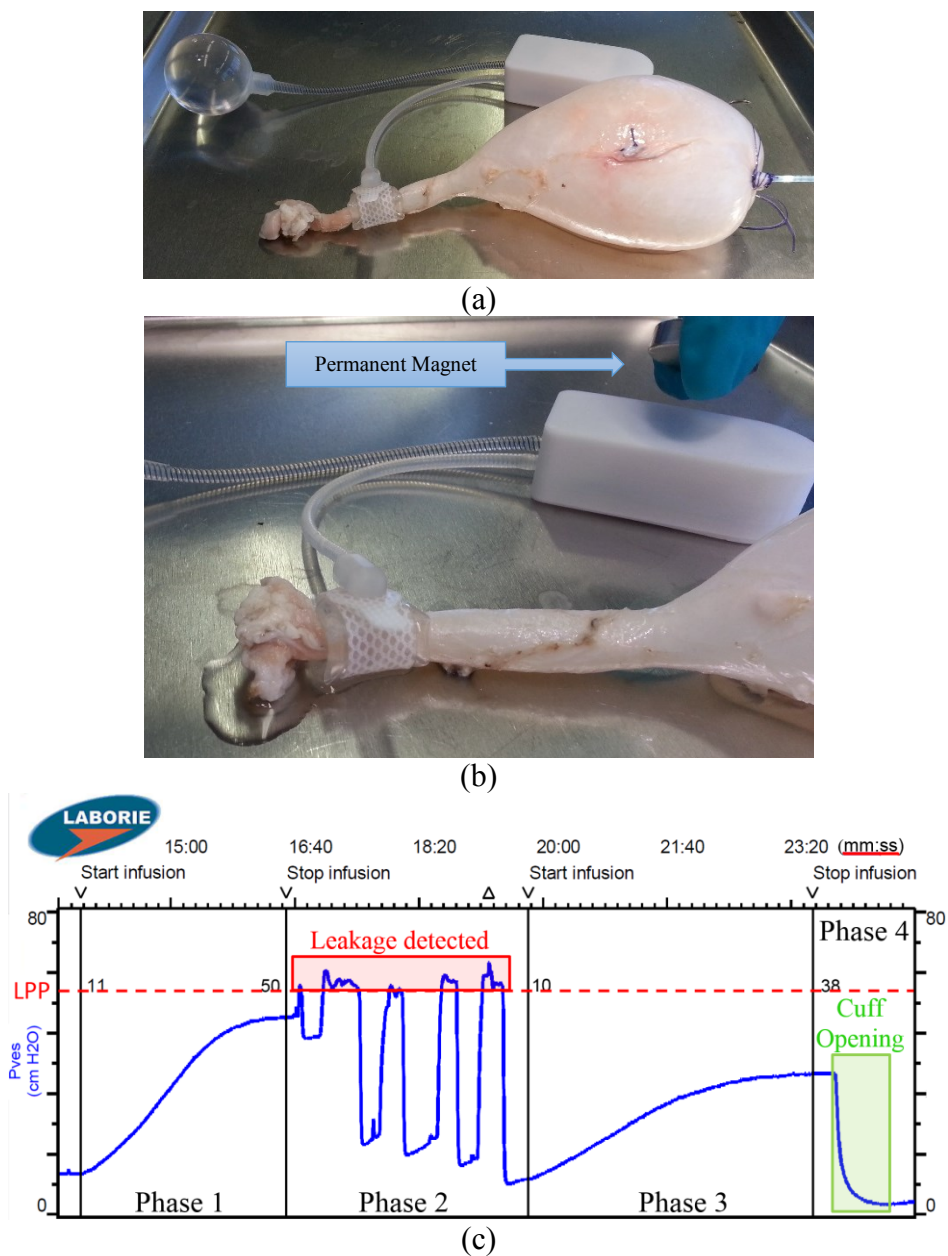 (a)
Permanent Magnet
(b)
LABORIE
15:00 16:40 18:20 20:00 21:40 23:20 (mm:ss)
Start infusion Stop infusion Start infusion Stop infusion
80 Leakage detected Phase 4 80
LPP 11 50 10 38
Cuff
Opening
Pves
(cm H2O)
0 Phase 1 Phase 2 Phase 3 0
(c)